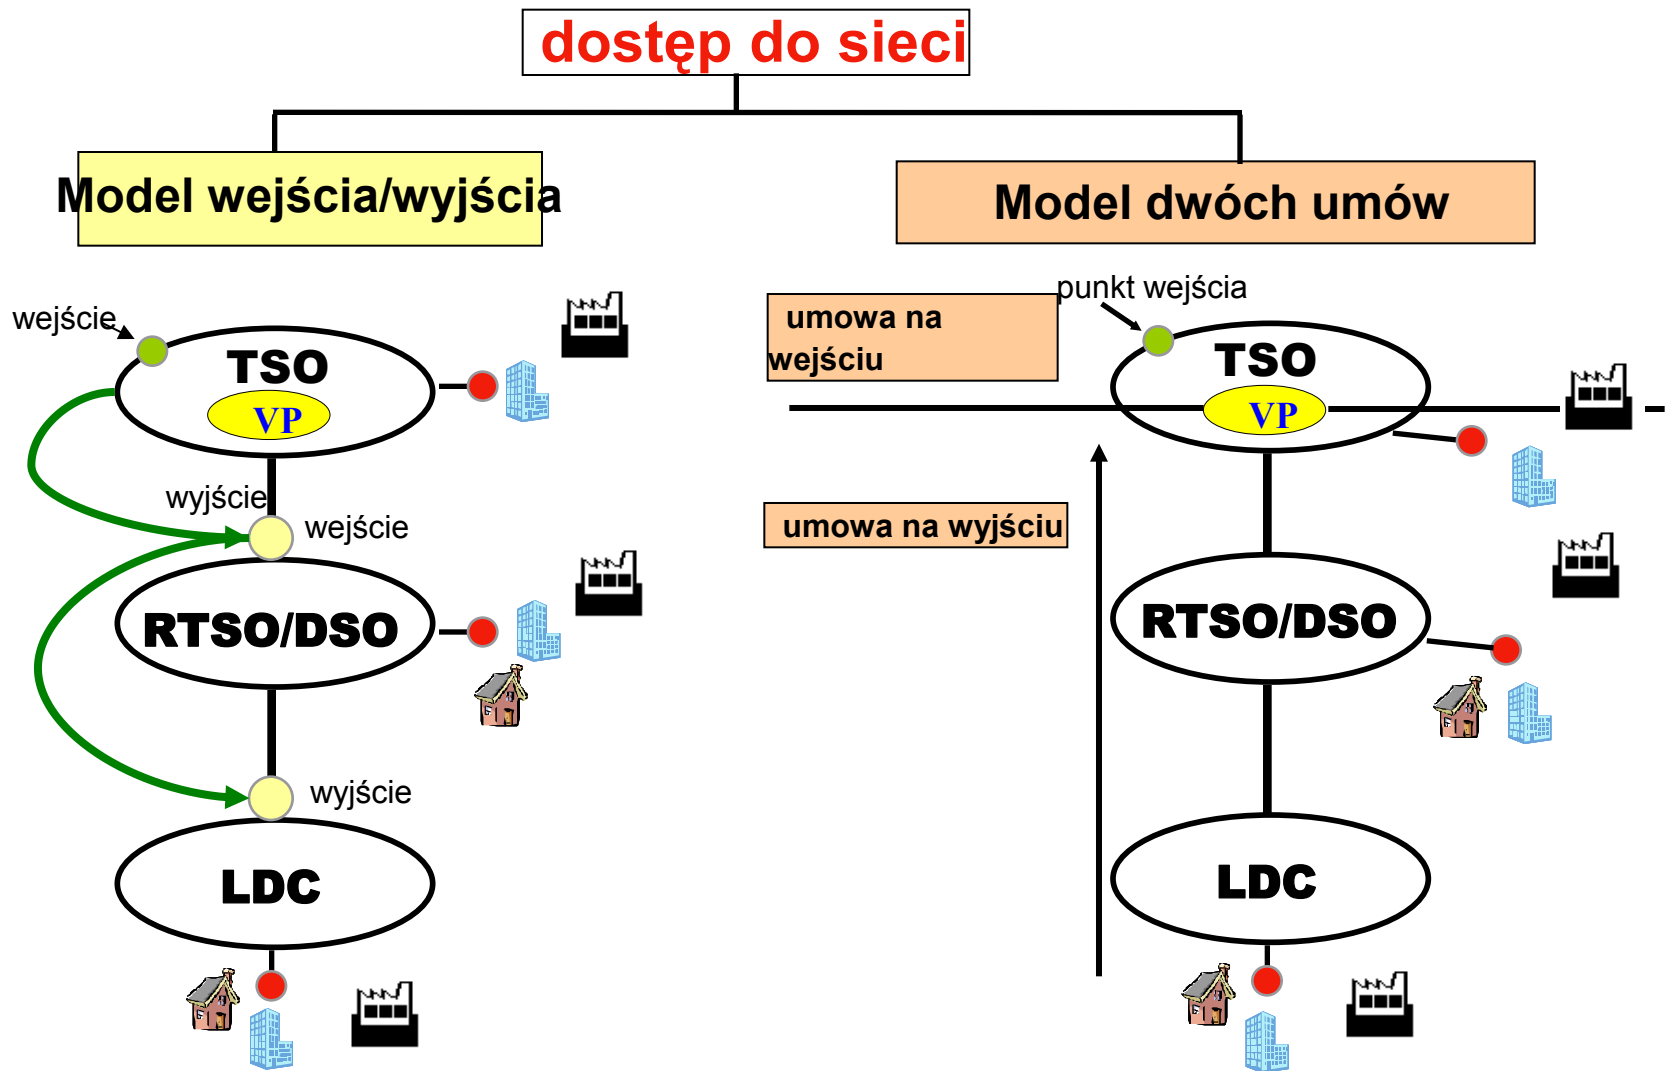 dostęp do sieci
Model wejścia/wyjścia
wejście
TSO
VP
wyjście
wejście
RTSO/DSO
wyjście
LDC
Model dwóch umów
punkt wejścia
umowa na
wejściu
TSO
VP
umowa na wyjściu
RTSO/DSO
LDC